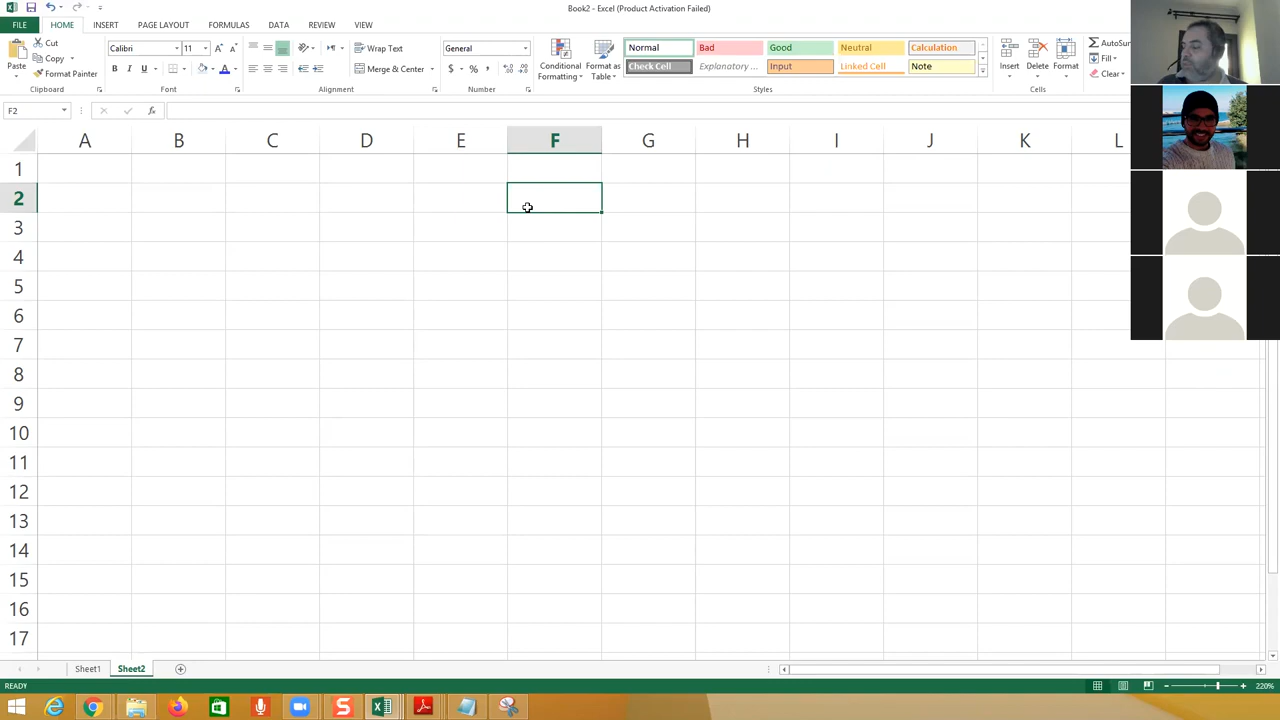 Book2 - Excel (Product Activation Failed)
FILE HOME INSERT PAGE LAYOUT FORMULAS DATA REVIEW VIEW
Paste Cut Copy Format Painter Clipboard
Calibri 11 B I U Font
Wrap Text Merge & Center Alignment
General $ % Number
Conditional Formatting Format as Table
Normal Bad Good Neutral Calculation
Check Cell Explanatory ... Input Linked Cell Note
Styles
Insert Delete Format Cells
AutoSum
Fill
Clear
F2 fx
A B C D E F G H I J K L
1
2
3
4
5
6
7
8
9
10
11
12
13
14
15
16
17
Sheet1 Sheet2
READY 220%